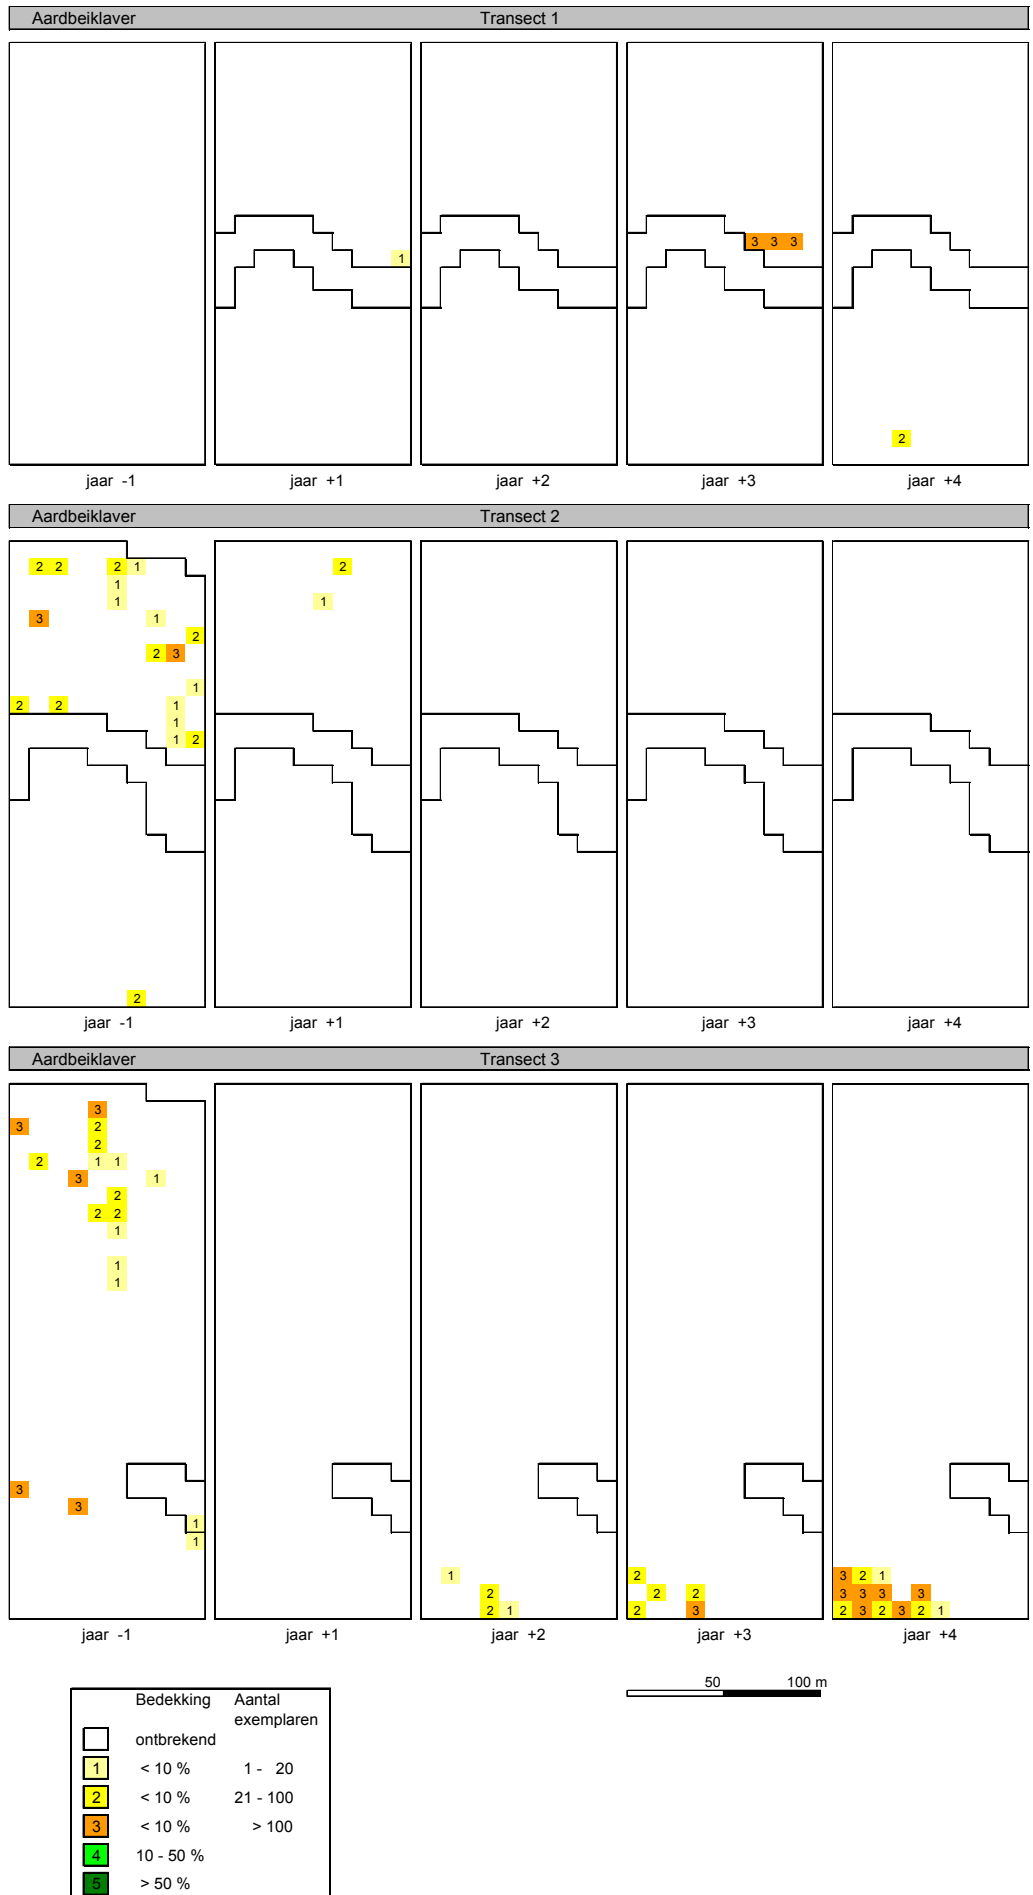 Aardbeiklaver Transect 1
1
3 3 3
2
jaar -1 jaar +1 jaar +2 jaar +3 jaar +4
Aardbeiklaver Transect 2
2 2 2 1 2
1
1 1
3 1
2
2 3
1
2 2 1
1
1 2
2
jaar -1 jaar +1 jaar +2 jaar +3 jaar +4
Aardbeiklaver Transect 3
3
3 2
2
2 1 1
3 1
2
2 2
1
1
1
3
3
1
1
1 2 3 2 1
2 2 2 3 3 3 3
2 1 2 3 2 3 2 3 2 1
jaar -1 jaar +1 jaar +2 jaar +3 jaar +4
50 100 m
Bedekking Aantal
exemplaren
ontbrekend
1 < 10 % 1 - 20
2 < 10 % 21 - 100
3 < 10 % > 100
4 10 - 50 %
5 > 50 %